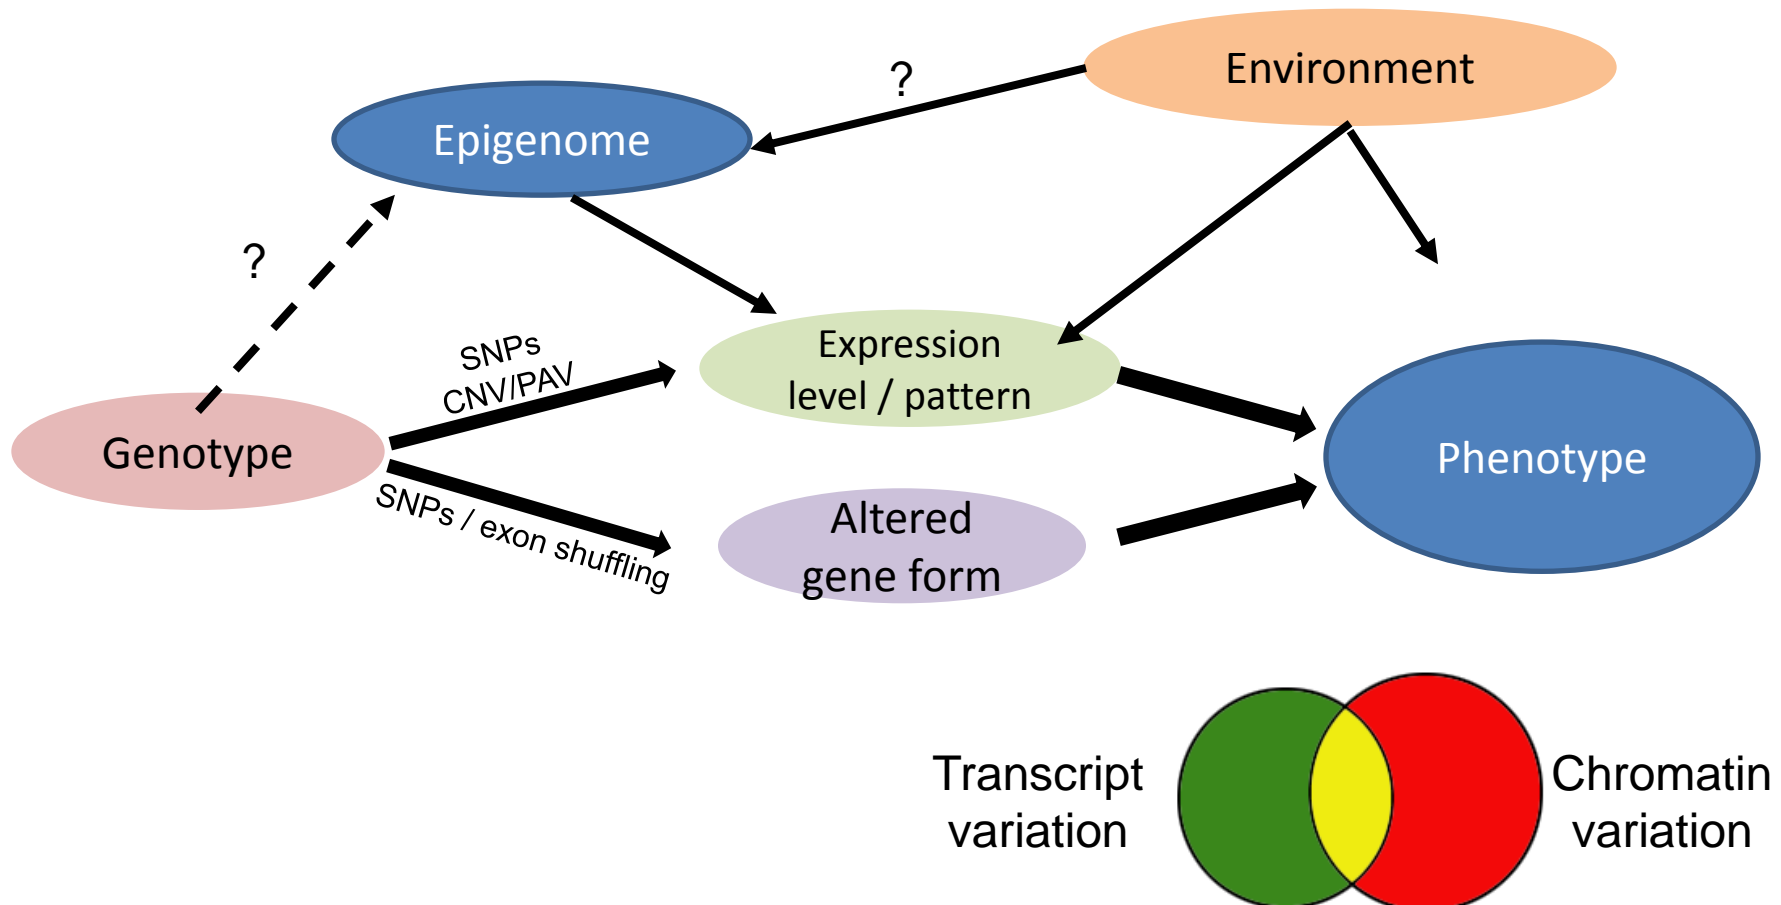 Environment
?
Epigenome
?
SNPs
CNV/PAV
Expression
level / pattern
Genotype
Phenotype
SNPs / exon shuffling
Altered
gene form
Transcript
variation
Chromatin
variation